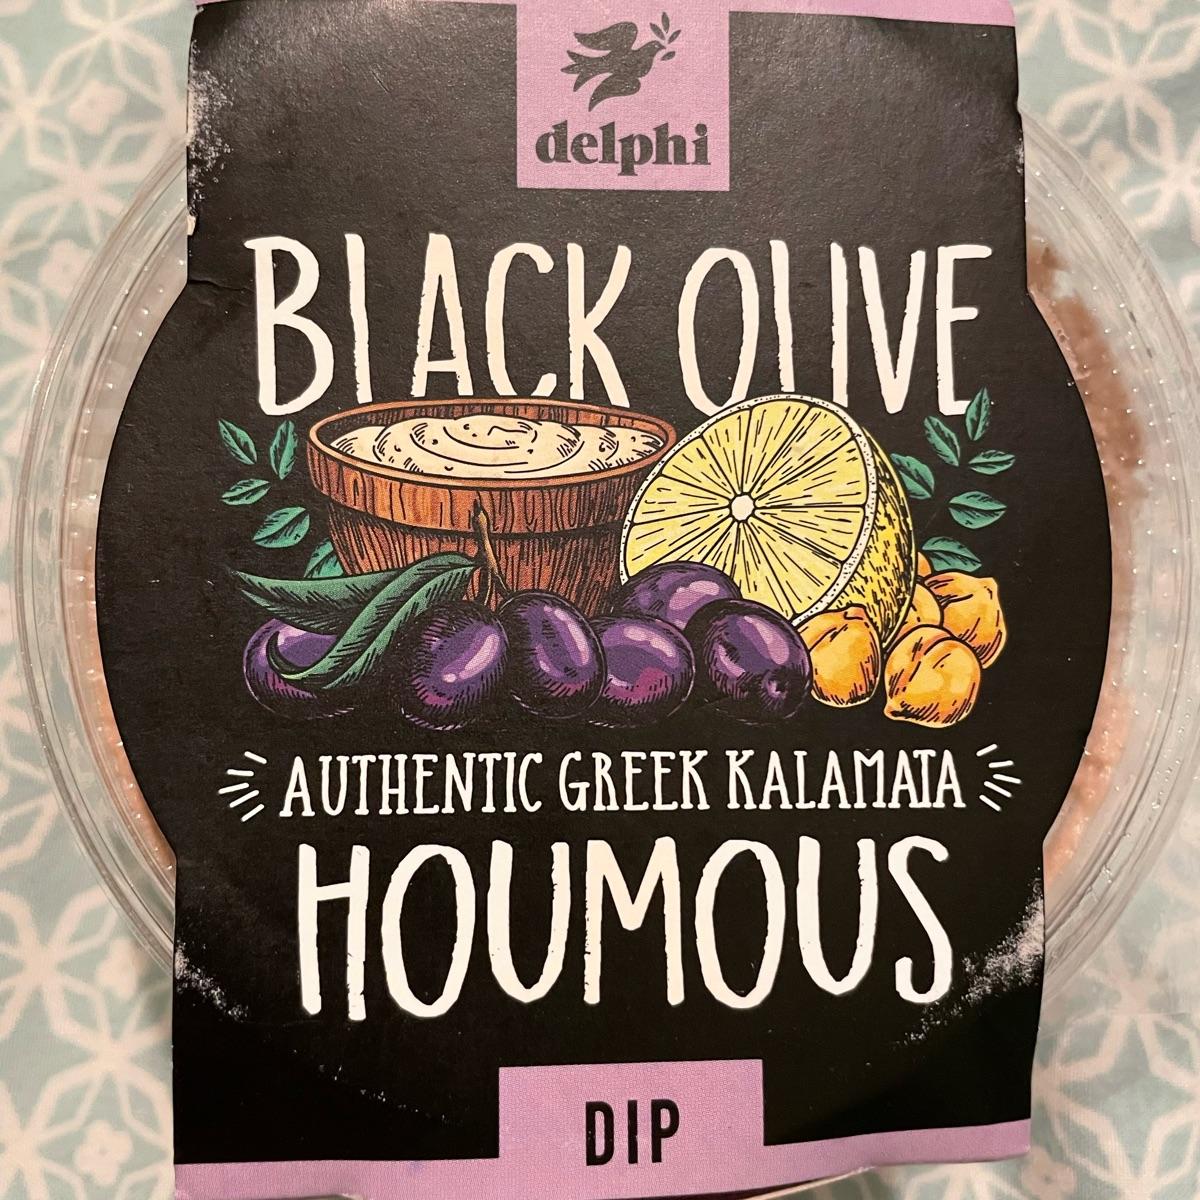 delphi
BLACK OLIVE
AUTHENTIC GREEK KALAMATA
HOUMOUS
DIP